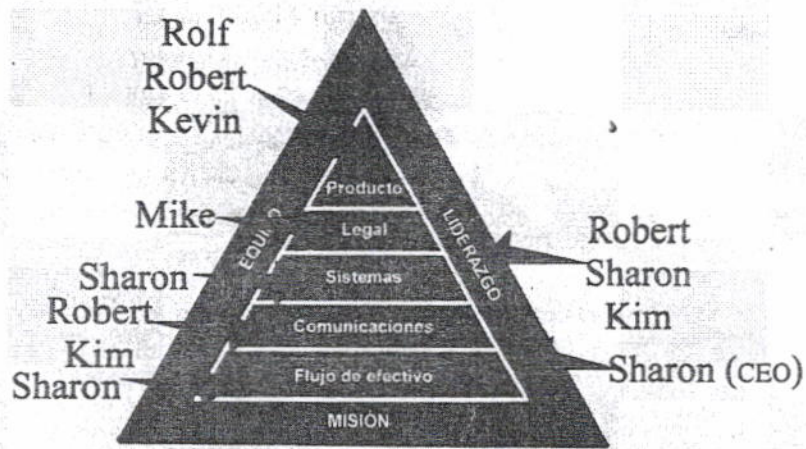 Rolf
Robert
Kevin
Mike
Sharon
Robert
Kim
Sharon
EQUIPO
Producto
Legal
Sistemas
Comunicaciones
Flujo de efectivo
MISIÓN
LIDERAZGO
Robert
Sharon
Kim
Sharon (CEO)